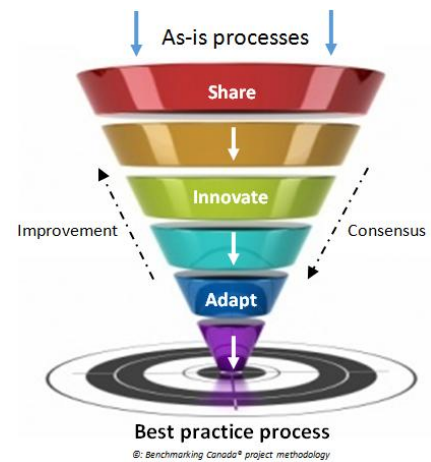 As-is processes
Share
Innovate
Improvement
Consensus
Adapt
Best practice process
©: Benchmarking Canada® project methodology